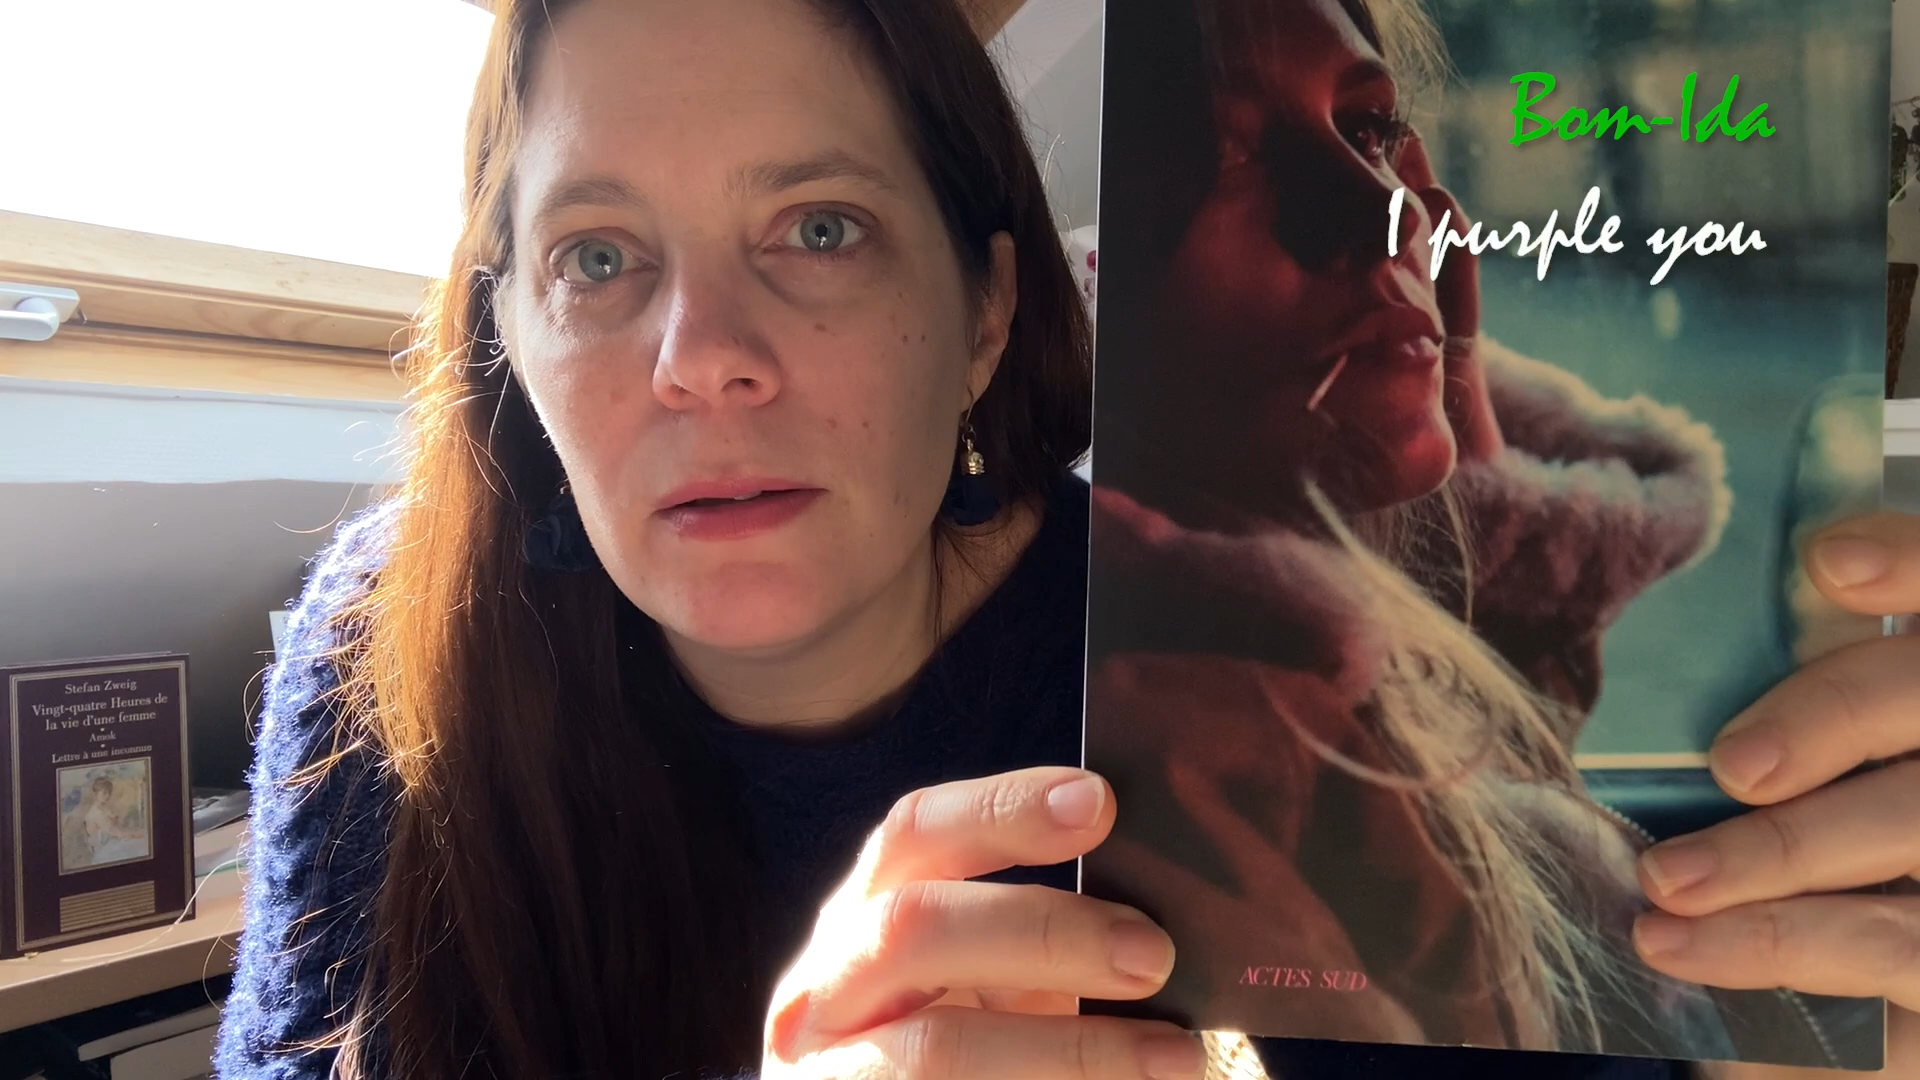 Bom-Ida
I purple you
Stefan Zweig
Vingt-quatre Heures de
la vie d'une femme
Amok
Lettre à une inconnue
ACTES SUD